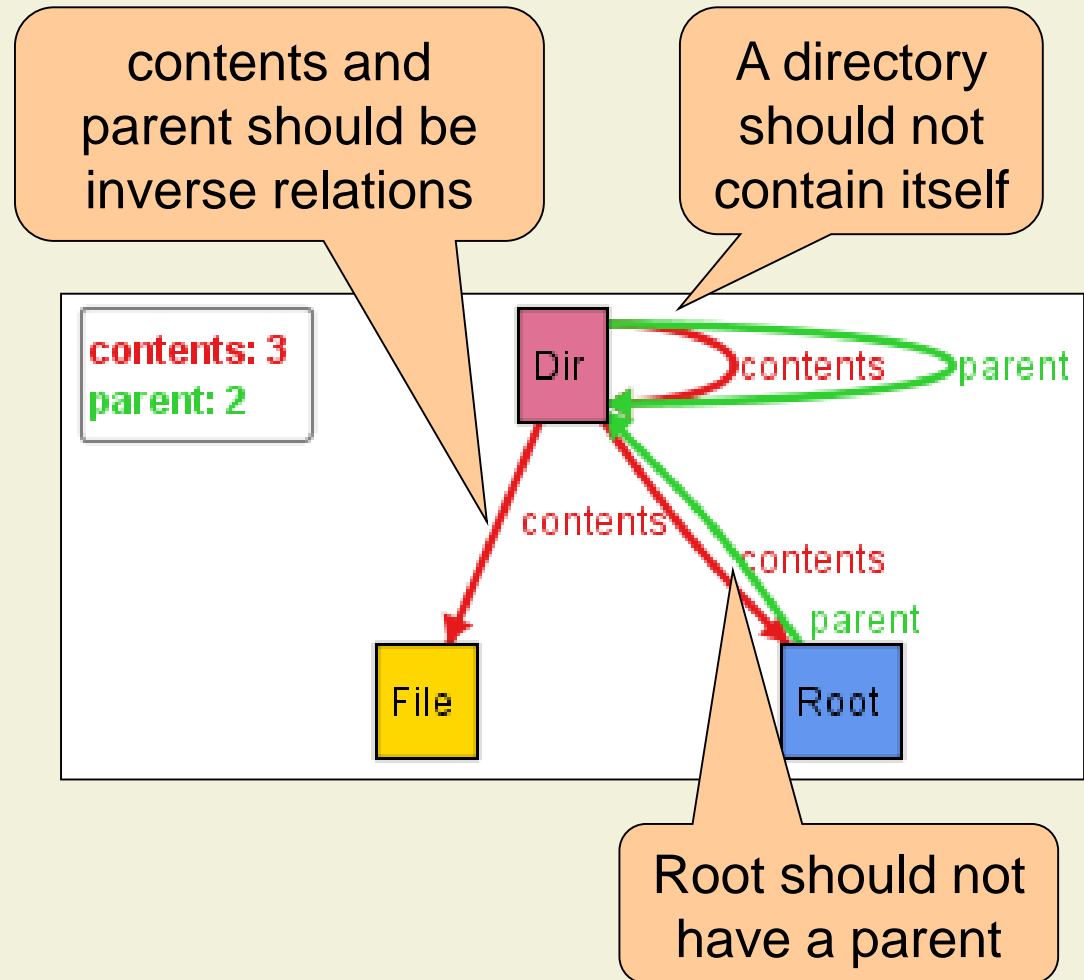 contents and
parent should be
inverse relations
A directory
should not
contain itself
contents: 3
parent: 2
Dir
contents
parent
contents
contents
parent
File
Root
Root should not
have a parent